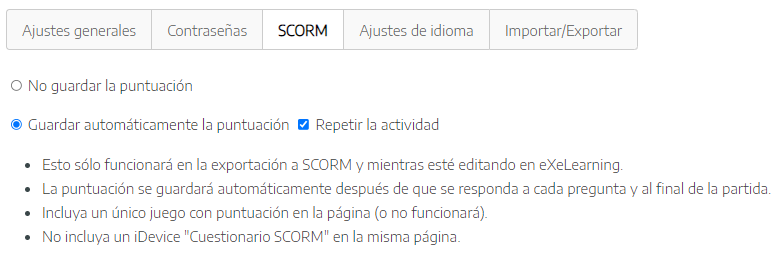 Ajustes generales Contraseñas SCORM Ajustes de idioma Importar/Exportar
No guardar la puntuación
Guardar automáticamente la puntuación Repetir la actividad
Esto sólo funcionará en la exportación a SCORM y mientras esté editando en eXeLearning.
La puntuación se guardará automáticamente después de que se responda a cada pregunta y al final de la partida.
Incluya un único juego con puntuación en la página (o no funcionará).
No incluya un iDevice "Cuestionario SCORM" en la misma página.